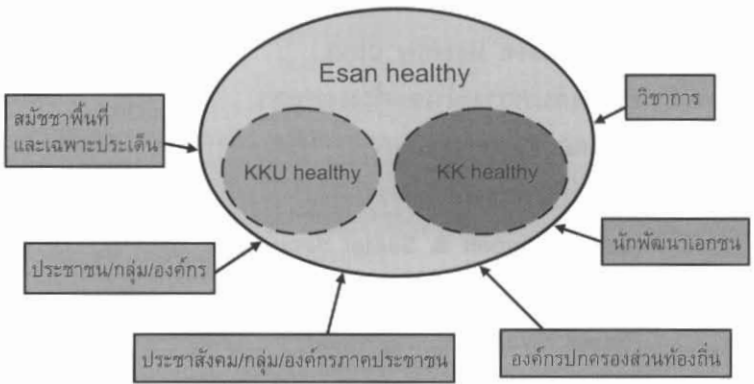 Esan healthy
วิชาการ
สมัชชาพื้นที่
และเฉพาะประเด็น
KKU healthy
KK healthy
นักพัฒนาเอกชน
ประชาชน/กลุ่ม/องค์กร
ประชาสังคม/กลุ่ม/องค์กรภาคประชาชน
องค์กรปกครองส่วนท้องถิ่น